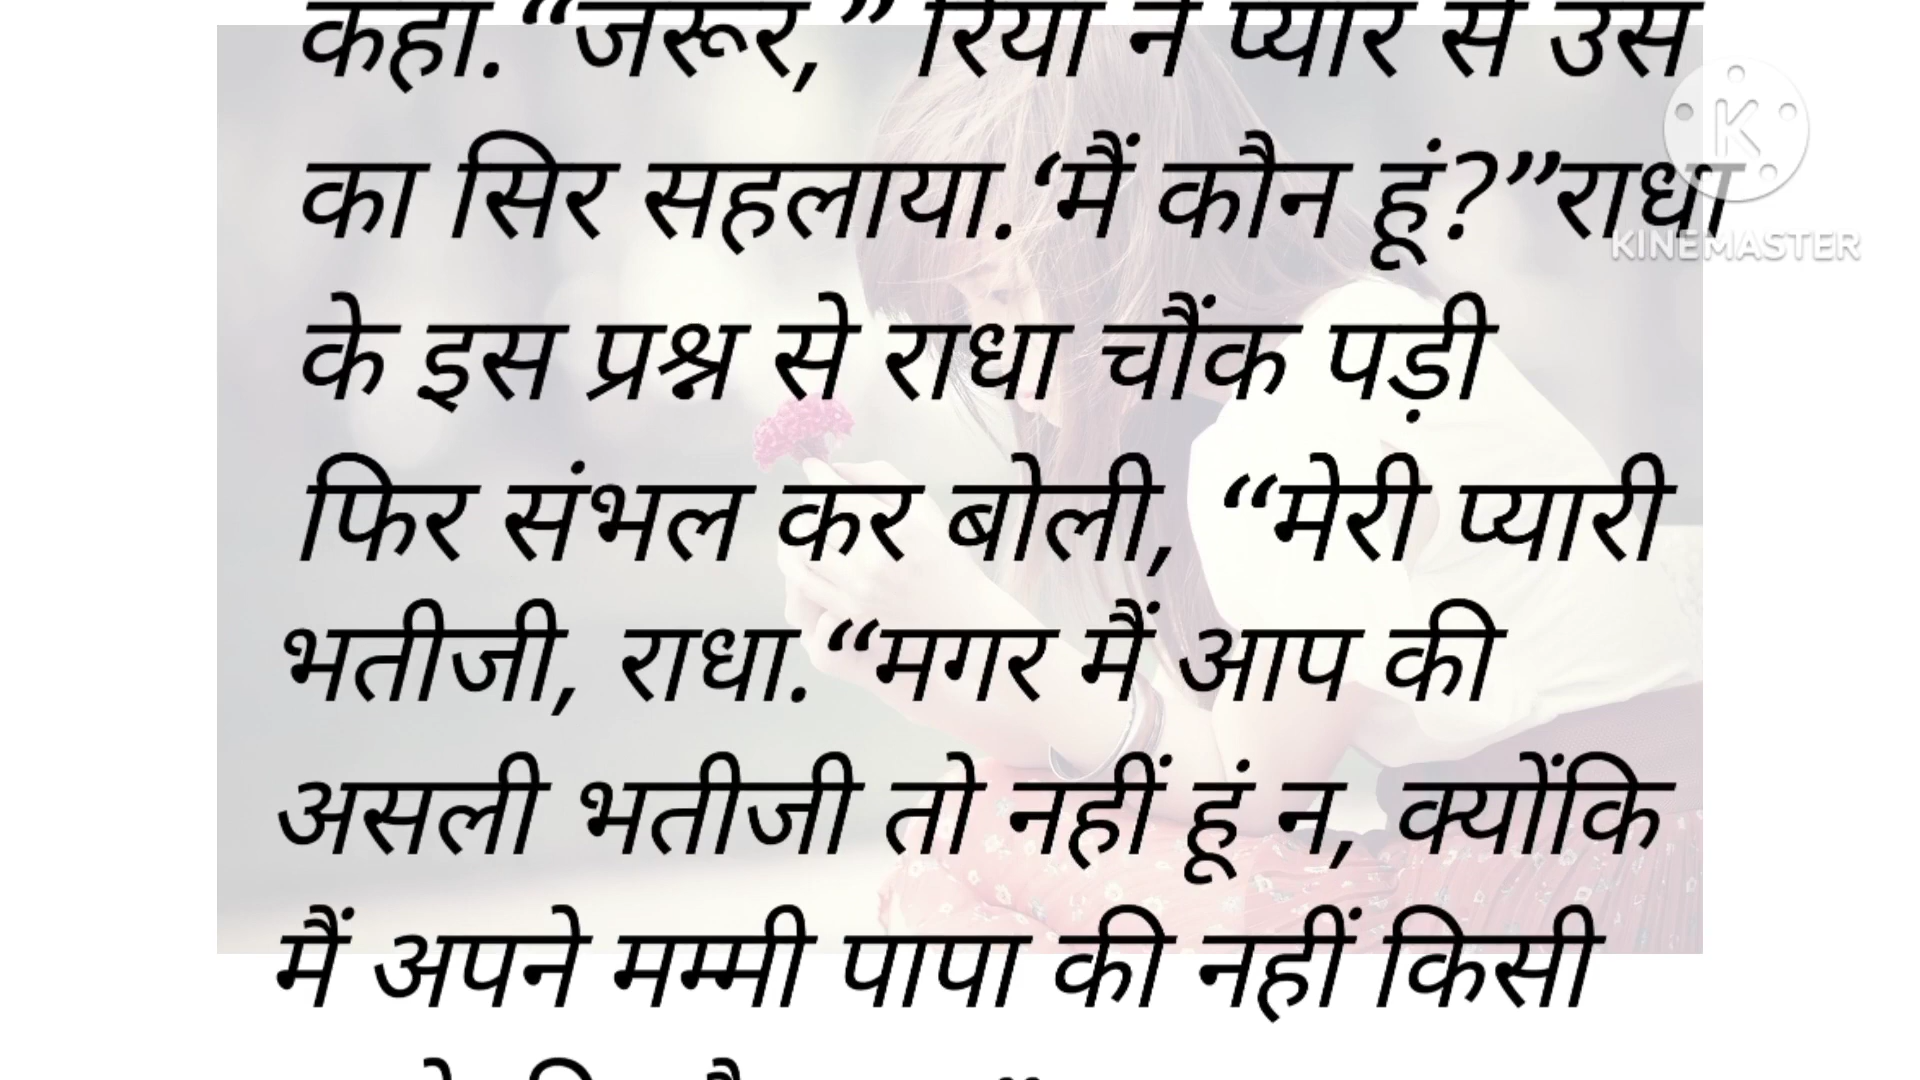 कहा.“जरूर,” रिया ने प्यार से उस
का सिर सहलाया.‘मैं कौन हूं?”राधा
KINEMASTER
के इस प्रश्न से राधा चौंक पड़ी
फिर संभल कर बोली, “मेरी प्यारी
भतीजी, राधा.“मगर मैं आप की
असली भतीजी तो नहीं हूं न, क्योंकि
मैं अपने मम्मी पापा की नहीं किसी